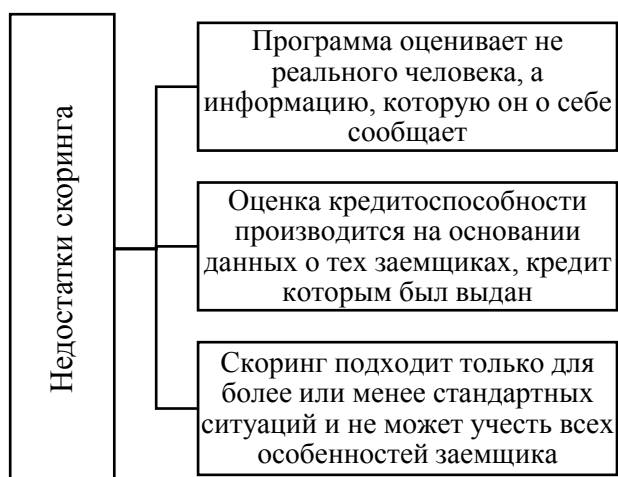 Недостатки скоринга
Программа оценивает не
реального человека, а
информацию, которую он о себе
сообщает
Оценка кредитоспособности
производится на основании
данных о тех заемщиках, кредит
которым был выдан
Скоринг подходит только для
более или менее стандартных
ситуаций и не может учесть всех
особенностей заемщика